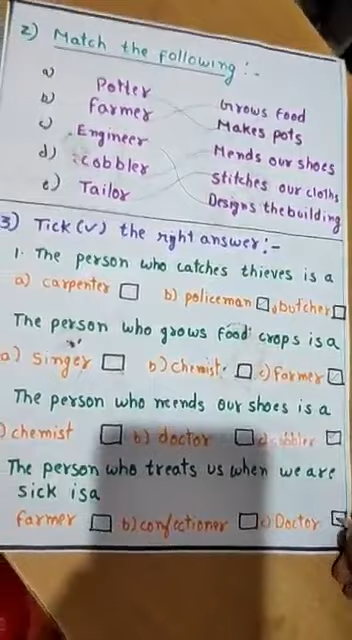 2) Match the following :-
a) Potter
Grows food
b) farmer
Makes pots
c) Engineer
Mends our shoes
d) cobbler
stitches our cloths
e) Tailor
Designs the building
3) Tick (✓) the right answer :-
1. The person who catches thieves is a
a) carpenter b) policeman butcher
The person who grows food crops is a
a) Singer b) chemist c) farmer
The person who mends our shoes is a
) chemist b) doctor cobbler
The person who treats us when we are
sick is a
farmer b) confectioner c) Doctor